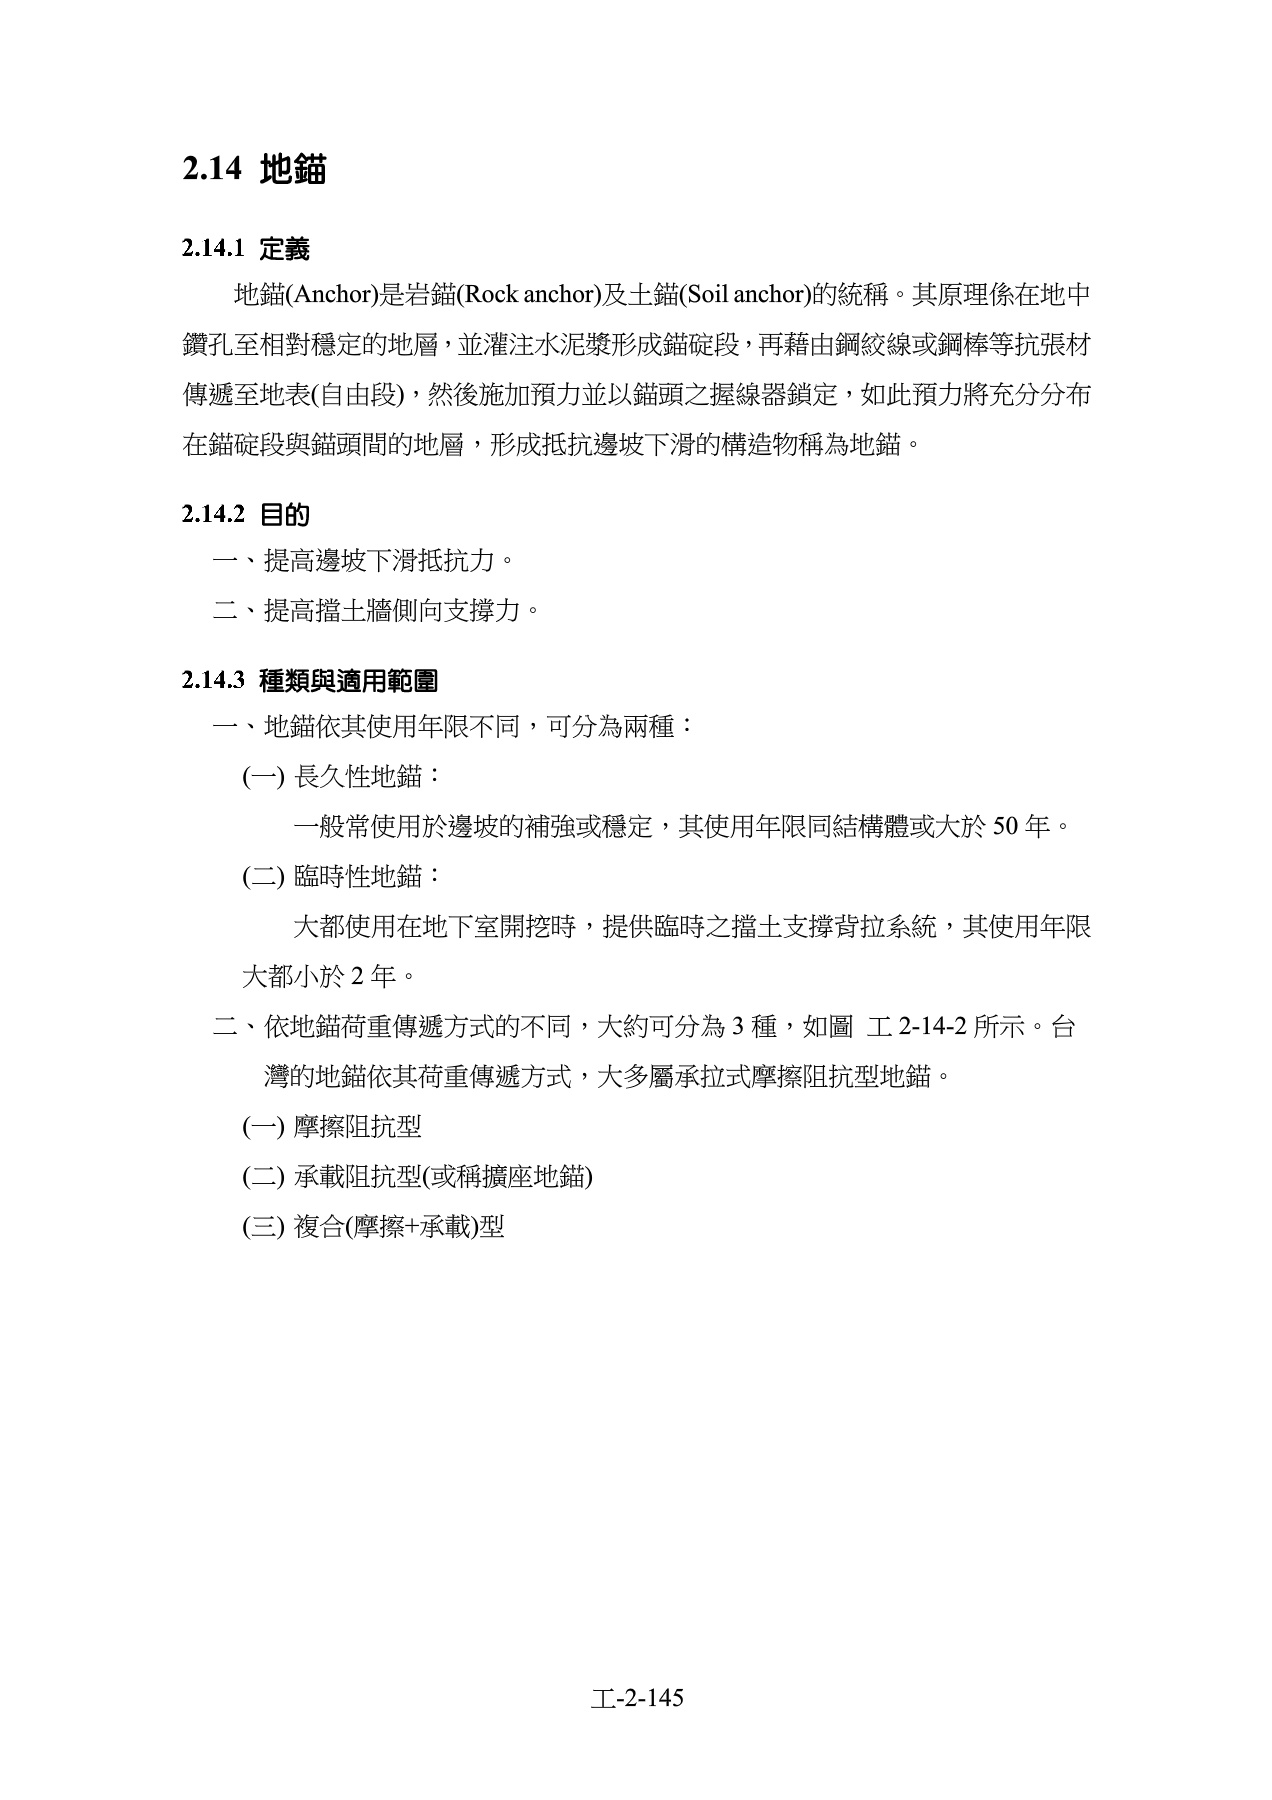 2.14 地錨
2.14.1 定義
地錨(Anchor)是岩錨(Rock anchor)及土錨(Soil anchor)的統稱。其原理係在地中
鑽孔至相對穩定的地層，並灌注水泥漿形成錨碇段，再藉由鋼絞線或鋼棒等抗張材
傳遞至地表(自由段)，然後施加預力並以錨頭之握線器鎖定，如此預力將充分分布
在錨碇段與錨頭間的地層，形成抵抗邊坡下滑的構造物稱為地錨。
2.14.2 目的
一、提高邊坡下滑抵抗力。
二、提高擋土牆側向支撐力。
2.14.3 種類與適用範圍
一、地錨依其使用年限不同，可分為兩種：
(一) 長久性地錨：
一般常使用於邊坡的補強或穩定，其使用年限同結構體或大於 50 年。
(二) 臨時性地錨：
大都使用在地下室開挖時，提供臨時之擋土支撐背拉系統，其使用年限
大都小於 2 年。
二、依地錨荷重傳遞方式的不同，大約可分為 3 種，如圖 工 2-14-2 所示。台
灣的地錨依其荷重傳遞方式，大多屬承拉式摩擦阻抗型地錨。
(一) 摩擦阻抗型
(二) 承載阻抗型(或稱擴座地錨)
(三) 複合(摩擦+承載)型
工-2-145